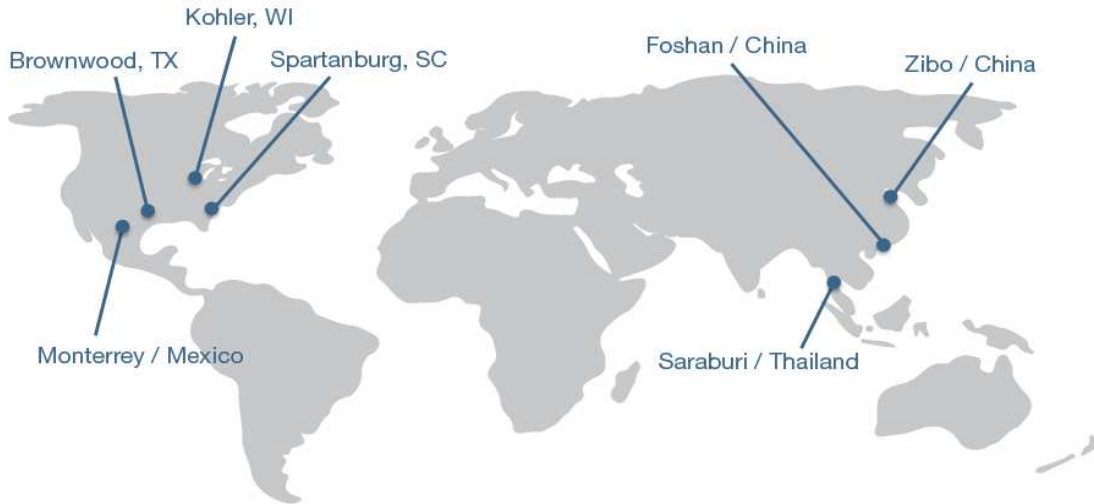 Kohler, WI
Brownwood, TX
Spartanburg, SC
Foshan / China
Zibo / China
Monterrey / Mexico
Saraburi / Thailand